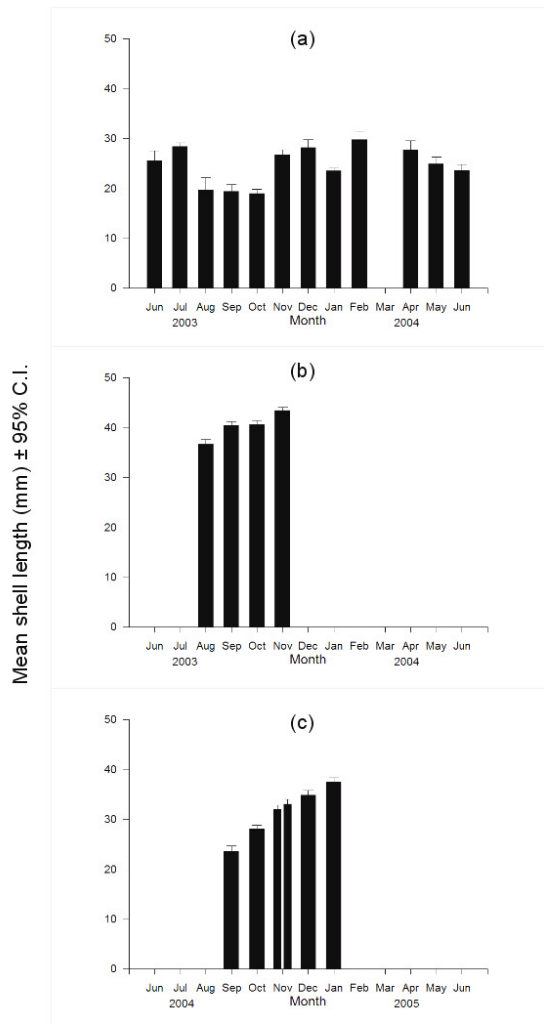 Mean shell length (mm) ± 95% C.I.
(a)
50
40
30
20
10
0
Jun Jul Aug Sep Oct Nov Dec Jan Feb Mar Apr May Jun
2003 Month 2004
(b)
50
40
30
20
10
0
Jun Jul Aug Sep Oct Nov Dec Jan Feb Mar Apr May Jun
2003 Month 2004
(c)
50
40
30
20
10
0
Jun Jul Aug Sep Oct Nov Dec Jan Feb Mar Apr May Jun
2004 Month 2005